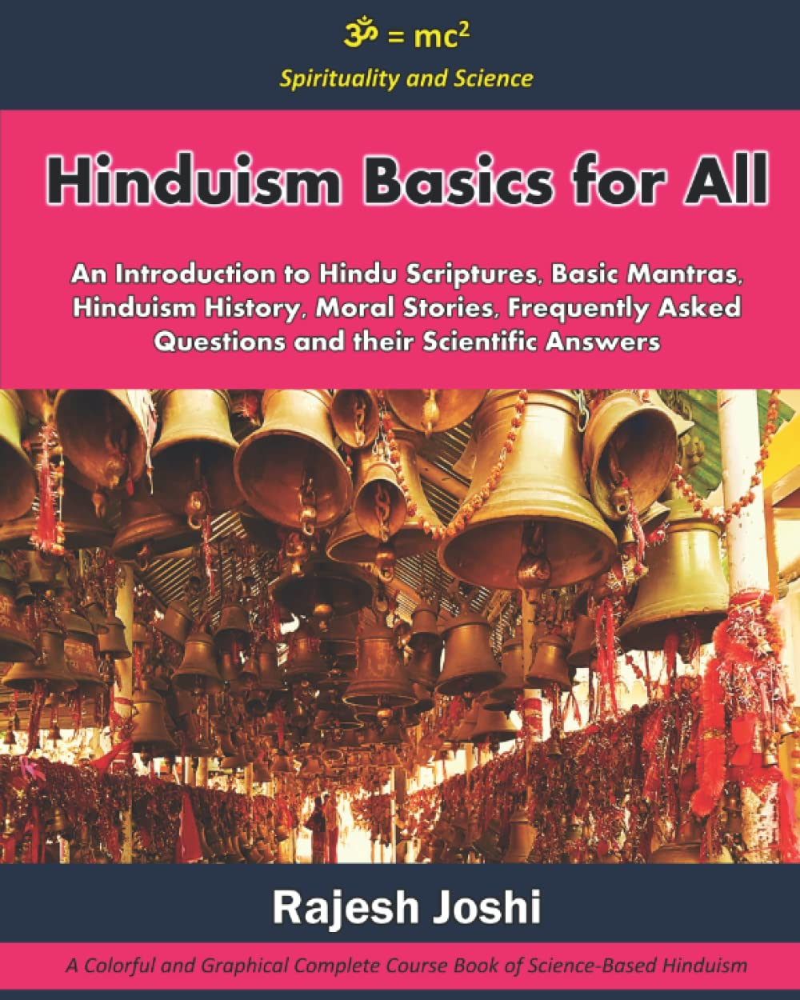 ॐ = mc²
Spirituality and Science
Hinduism Basics for All
An Introduction to Hindu Scriptures, Basic Mantras,
Hinduism History, Moral Stories, Frequently Asked
Questions and their Scientific Answers
Rajesh Joshi
A Colorful and Graphical Complete Course Book of Science-Based Hinduism